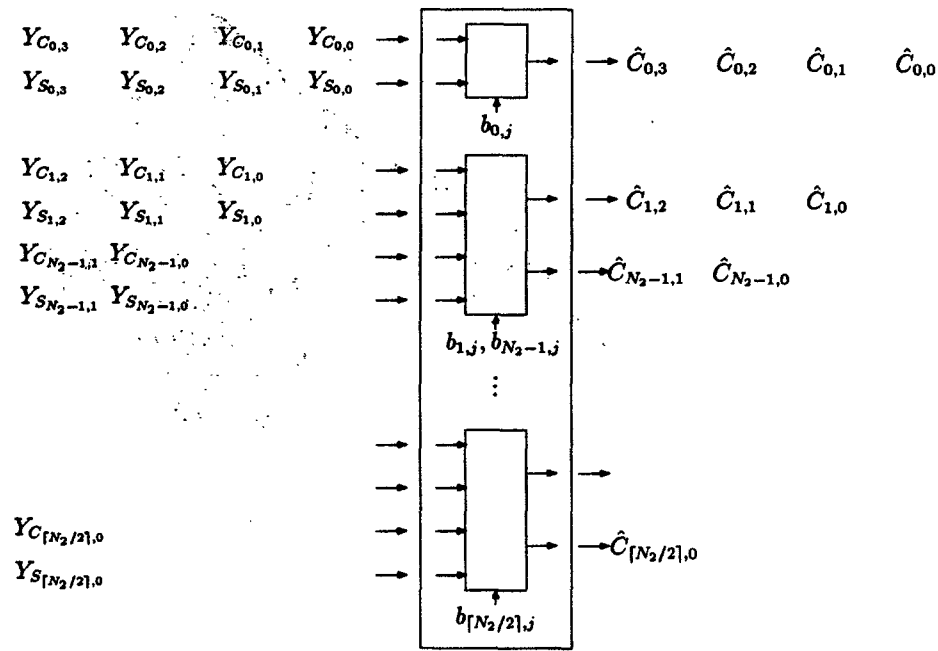 Y_{C_{0,3}} Y_{C_{0,2}} Y_{C_{0,1}} Y_{C_{0,0}}
Ĉ_{0,3} Ĉ_{0,2} Ĉ_{0,1} Ĉ_{0,0}
Y_{S_{0,3}} Y_{S_{0,2}} Y_{S_{0,1}} Y_{S_{0,0}}
b_{0,j}
Y_{C_{1,2}} Y_{C_{1,1}} Y_{C_{1,0}}
Ĉ_{1,2} Ĉ_{1,1} Ĉ_{1,0}
Y_{S_{1,2}} Y_{S_{1,1}} Y_{S_{1,0}}
Y_{C_{N_2-1,1}} Y_{C_{N_2-1,0}}
Ĉ_{N_2-1,1} Ĉ_{N_2-1,0}
Y_{S_{N_2-1,1}} Y_{S_{N_2-1,0}}
b_{1,j}, b_{N_2-1,j}
⋮
Y_{C_{⌈N_2/2⌉,0}}
Ĉ_{⌈N_2/2⌉,0}
Y_{S_{⌈N_2/2⌉,0}}
b_{⌈N_2/2⌉,j}